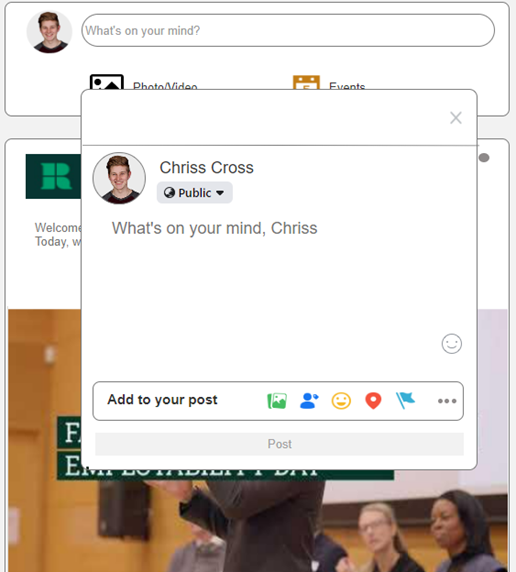 What's on your mind?
Photo/Video
Events
Chriss Cross
Public
What's on your mind, Chriss
Welcome
Today, w
Add to your post
Post
EMPLOYABILITY DAY